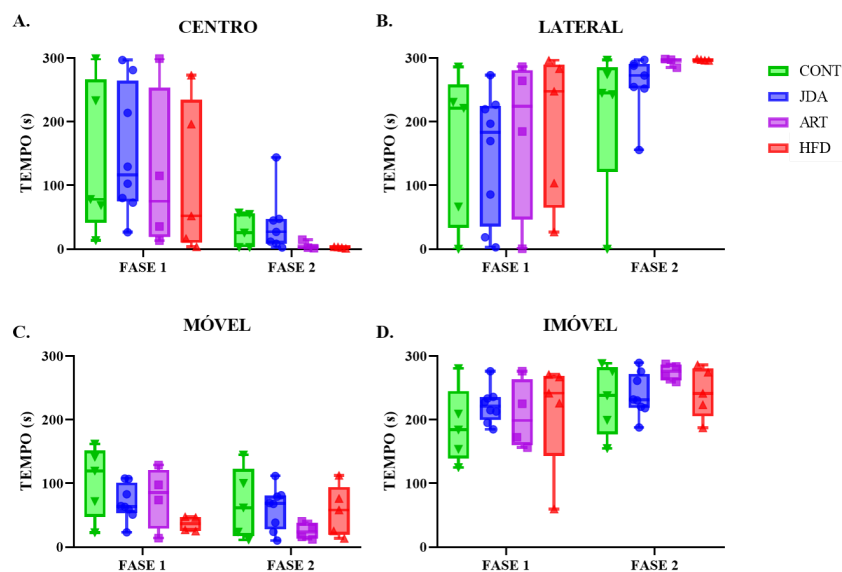 A.
CENTRO
TEMPO (s)
300
200
100
0
FASE 1
FASE 2
B.
LATERAL
TEMPO (s)
300
200
100
0
FASE 1
FASE 2
CONT
JDA
ART
HFD
C.
MÓVEL
TEMPO (s)
300
200
100
0
FASE 1
FASE 2
D.
IMÓVEL
TEMPO (s)
300
200
100
0
FASE 1
FASE 2